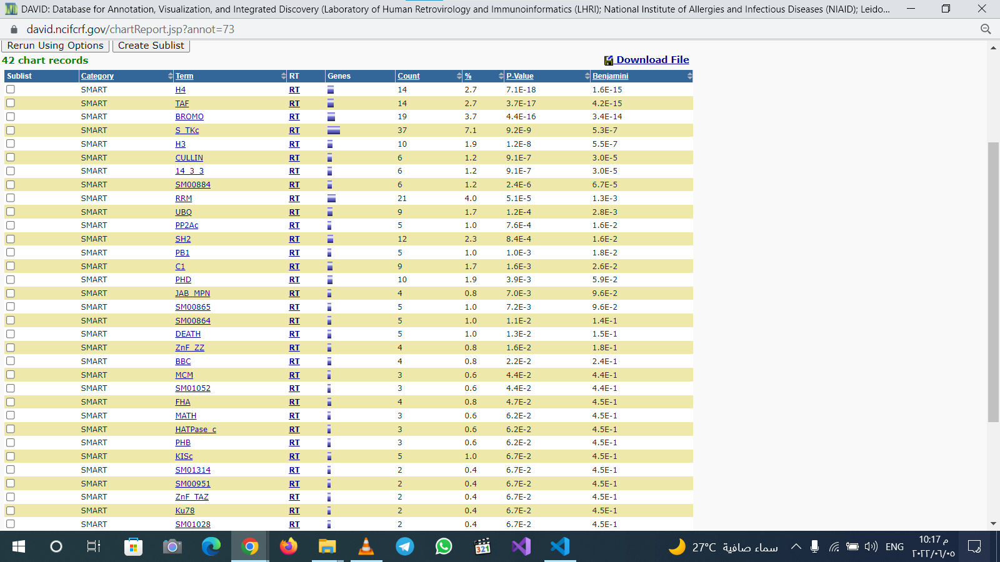 DAVID: Database for Annotation, Visualization, and Integrated Discovery (Laboratory of Human Retrovirology and Immunoinformatics (LHRI); National Institute of Allergies and Infectious Diseases (NIAID); Leido...
david.ncifcrf.gov/chartReport.jsp?annot=73
Rerun Using Options Create Sublist
42 chart records Download File
Sublist Category Term RT Genes Count % P-Value Benjamini
SMART H4 RT 14 2.7 7.1E-18 1.6E-15
SMART TAF RT 14 2.7 3.7E-17 4.2E-15
SMART BROMO RT 19 3.7 4.4E-16 3.4E-14
SMART S_TKc RT 37 7.1 9.2E-9 5.3E-7
SMART H3 RT 10 1.9 1.2E-8 5.5E-7
SMART CULLIN RT 6 1.2 9.1E-7 3.0E-5
SMART 14_3_3 RT 6 1.2 9.1E-7 3.0E-5
SMART SM00884 RT 6 1.2 2.4E-6 6.7E-5
SMART RRM RT 21 4.0 5.1E-5 1.3E-3
SMART UBQ RT 9 1.7 1.2E-4 2.8E-3
SMART PP2Ac RT 5 1.0 7.6E-4 1.6E-2
SMART SH2 RT 12 2.3 8.4E-4 1.6E-2
SMART PB1 RT 5 1.0 1.0E-3 1.8E-2
SMART C1 RT 9 1.7 1.6E-3 2.6E-2
SMART PHD RT 10 1.9 3.9E-3 5.9E-2
SMART JAB_MPN RT 4 0.8 7.0E-3 9.6E-2
SMART SM00865 RT 5 1.0 7.2E-3 9.6E-2
SMART SM00864 RT 5 1.0 1.1E-2 1.4E-1
SMART DEATH RT 5 1.0 1.3E-2 1.5E-1
SMART ZnF_ZZ RT 4 0.8 1.6E-2 1.8E-1
SMART BBC RT 4 0.8 2.2E-2 2.4E-1
SMART MCM RT 3 0.6 4.4E-2 4.4E-1
SMART SM01052 RT 3 0.6 4.4E-2 4.4E-1
SMART FHA RT 4 0.8 4.7E-2 4.5E-1
SMART MATH RT 3 0.6 6.2E-2 4.5E-1
SMART HATPase_c RT 3 0.6 6.2E-2 4.5E-1
SMART PHB RT 3 0.6 6.2E-2 4.5E-1
SMART KISc RT 5 1.0 6.7E-2 4.5E-1
SMART SM01314 RT 2 0.4 6.7E-2 4.5E-1
SMART SM00951 RT 2 0.4 6.7E-2 4.5E-1
SMART ZnF_TAZ RT 2 0.4 6.7E-2 4.5E-1
SMART Ku78 RT 2 0.4 6.7E-2 4.5E-1
SMART SM01028 RT 2 0.4 6.7E-2 4.5E-1
321
27°C سماء صافية
ENG
10:17 م
٢٠٢٢/٠٦/٠٥